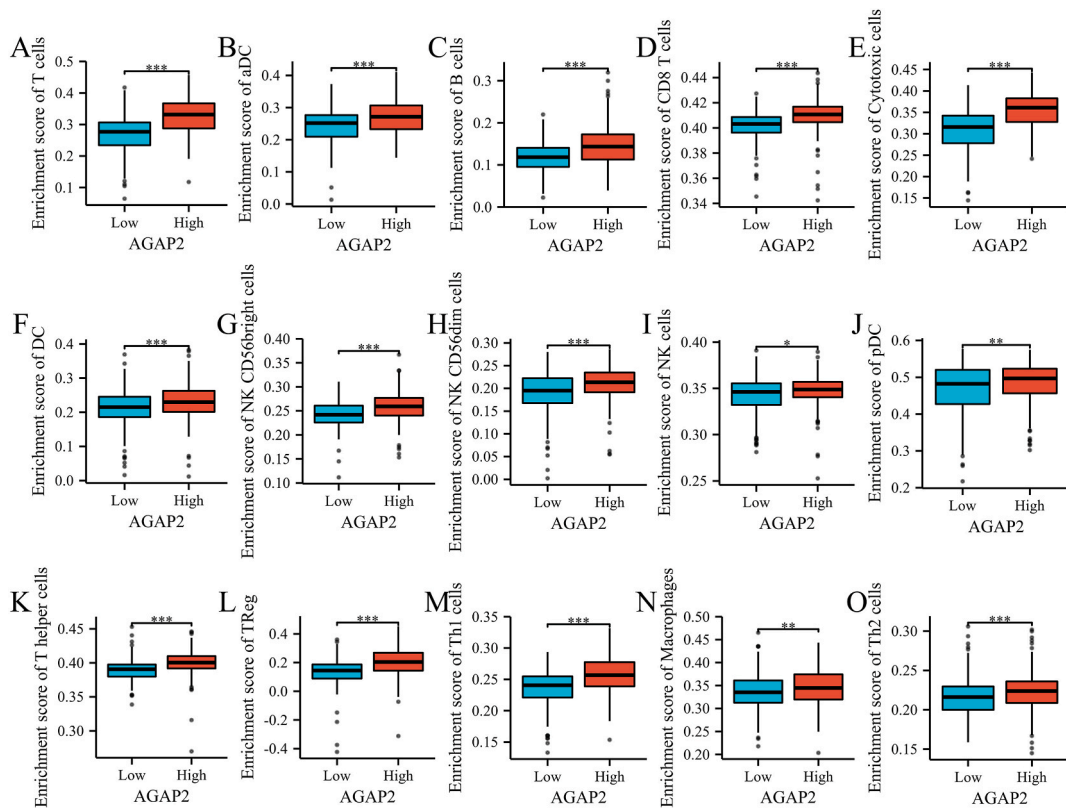 A
Enrichment score of T cells
0.5
0.4
0.3
0.2
0.1
***
Low
High
AGAP2
B
Enrichment score of aDC
0.4
0.3
0.2
0.1
0.0
***
Low
High
AGAP2
C
Enrichment score of B cells
0.3
0.2
0.1
0.0
***
Low
High
AGAP2
D
Enrichment score of CD8 T cells
0.44
0.42
0.40
0.38
0.36
0.34
***
Low
High
AGAP2
E
Enrichment score of Cytotoxic cells
0.45
0.40
0.35
0.30
0.25
0.20
0.15
***
Low
High
AGAP2
F
Enrichment score of DC
0.4
0.3
0.2
0.1
0.0
***
Low
High
AGAP2
G
Enrichment score of NK CD56bright cells
0.40
0.35
0.30
0.25
0.20
0.15
0.10
***
Low
High
AGAP2
H
Enrichment score of NK CD56dim cells
0.30
0.25
0.20
0.15
0.10
0.05
0.00
***
Low
High
AGAP2
I
Enrichment score of NK cells
0.40
0.35
0.30
0.25
*
Low
High
AGAP2
J
Enrichment score of pDC
0.6
0.5
0.4
0.3
0.2
**
Low
High
AGAP2
K
Enrichment score of T helper cells
0.45
0.40
0.35
0.30
***
Low
High
AGAP2
L
Enrichment score of TReg
0.4
0.2
0.0
-0.2
-0.4
***
Low
High
AGAP2
M
Enrichment score of Th1 cells
0.35
0.30
0.25
0.20
0.15
***
Low
High
AGAP2
N
Enrichment score of Macrophages
0.50
0.45
0.40
0.35
0.30
0.25
0.20
**
Low
High
AGAP2
O
Enrichment score of Th2 cells
0.30
0.25
0.20
0.15
***
Low
High
AGAP2